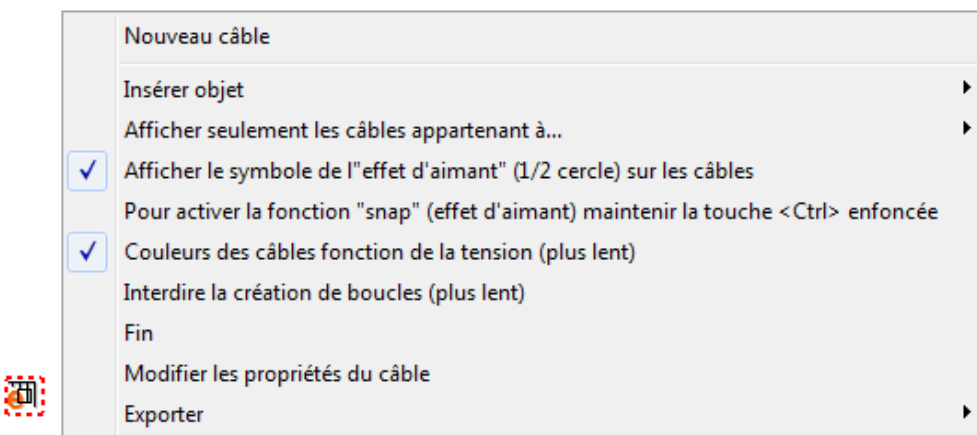 Nouveau câble
Insérer objet
Afficher seulement les câbles appartenant à...
Afficher le symbole de l"effet d'aimant" (1/2 cercle) sur les câbles
Pour activer la fonction "snap" (effet d'aimant) maintenir la touche <Ctrl> enfoncée
Couleurs des câbles fonction de la tension (plus lent)
Interdire la création de boucles (plus lent)
Fin
Modifier les propriétés du câble
Exporter